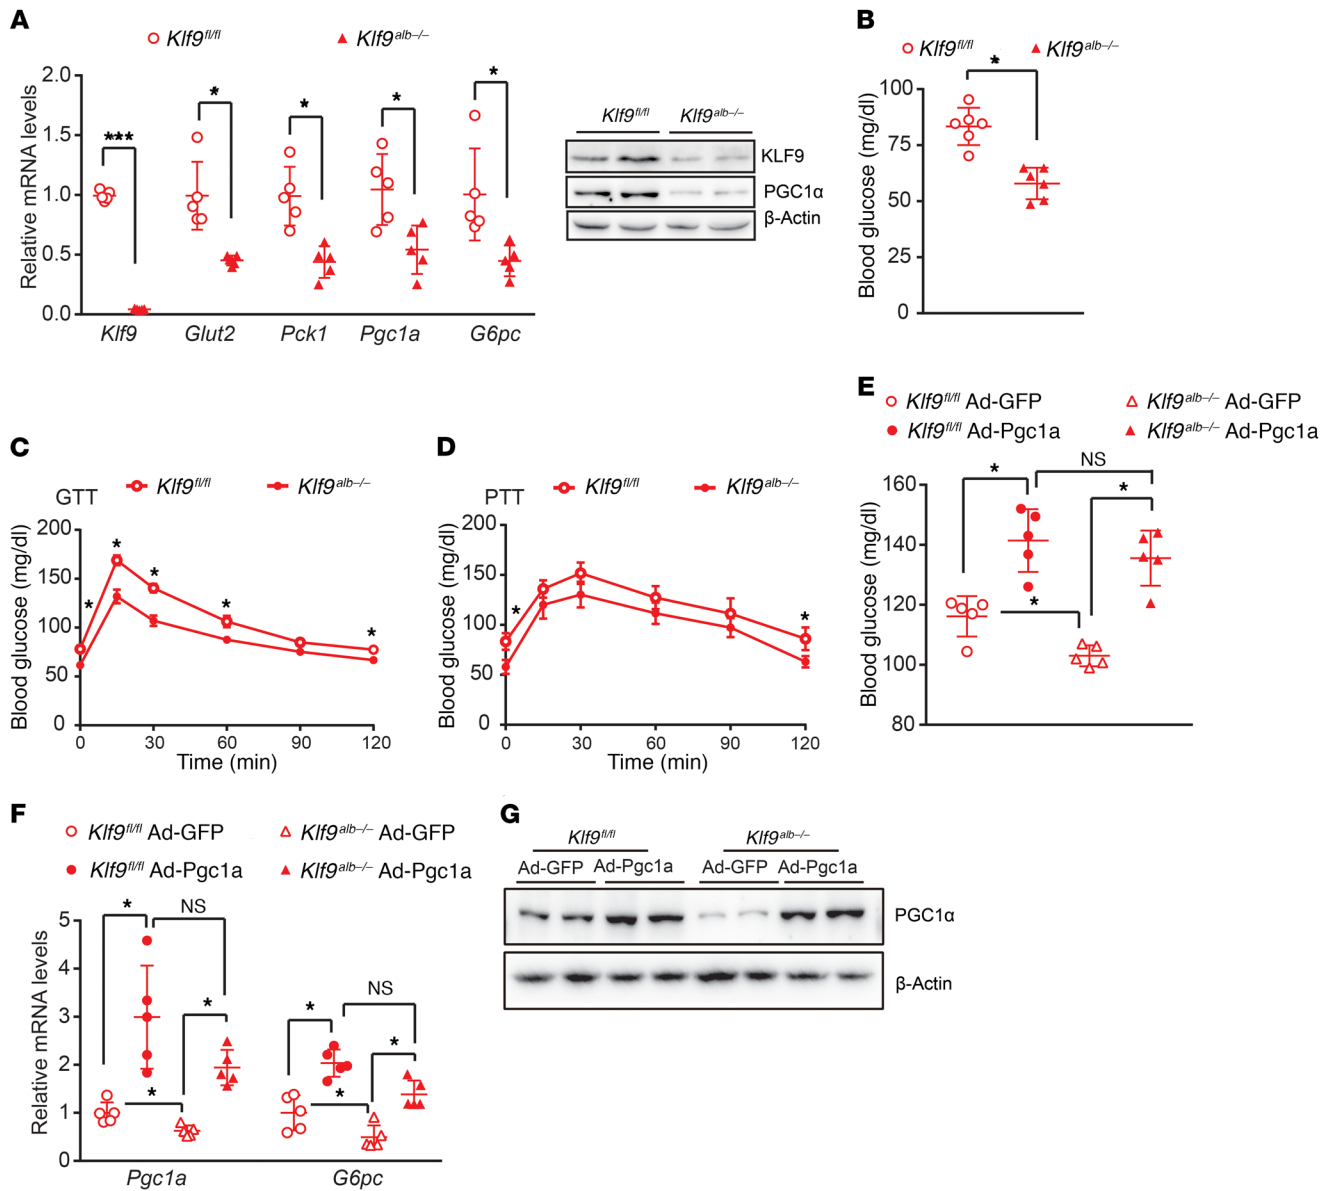 A
Klf9fl/fl
Klf9alb–/–
Relative mRNA levels
2.0
1.5
1.0
0.5
0.0
***
*
*
*
*
Klf9
Glut2
Pck1
Pgc1a
G6pc
Klf9fl/fl
Klf9alb–/–
KLF9
PGC1α
β-Actin
B
Klf9fl/fl
Klf9alb–/–
Blood glucose (mg/dl)
100
75
50
25
0
*
C
GTT
Klf9fl/fl
Klf9alb–/–
Blood glucose (mg/dl)
200
150
100
50
0
*
*
*
*
*
0
30
60
90
120
Time (min)
D
PTT
Klf9fl/fl
Klf9alb–/–
Blood glucose (mg/dl)
200
150
100
50
0
*
*
0
30
60
90
120
Time (min)
E
Klf9fl/fl Ad-GFP
Klf9alb–/– Ad-GFP
Klf9fl/fl Ad-Pgc1a
Klf9alb–/– Ad-Pgc1a
Blood glucose (mg/dl)
160
140
120
100
80
*
NS
*
*
F
Klf9fl/fl Ad-GFP
Klf9alb–/– Ad-GFP
Klf9fl/fl Ad-Pgc1a
Klf9alb–/– Ad-Pgc1a
Relative mRNA levels
5
4
3
2
1
0
*
NS
*
*
*
NS
*
*
Pgc1a
G6pc
G
Klf9fl/fl
Klf9alb–/–
Ad-GFP
Ad-Pgc1a
Ad-GFP
Ad-Pgc1a
PGC1α
β-Actin